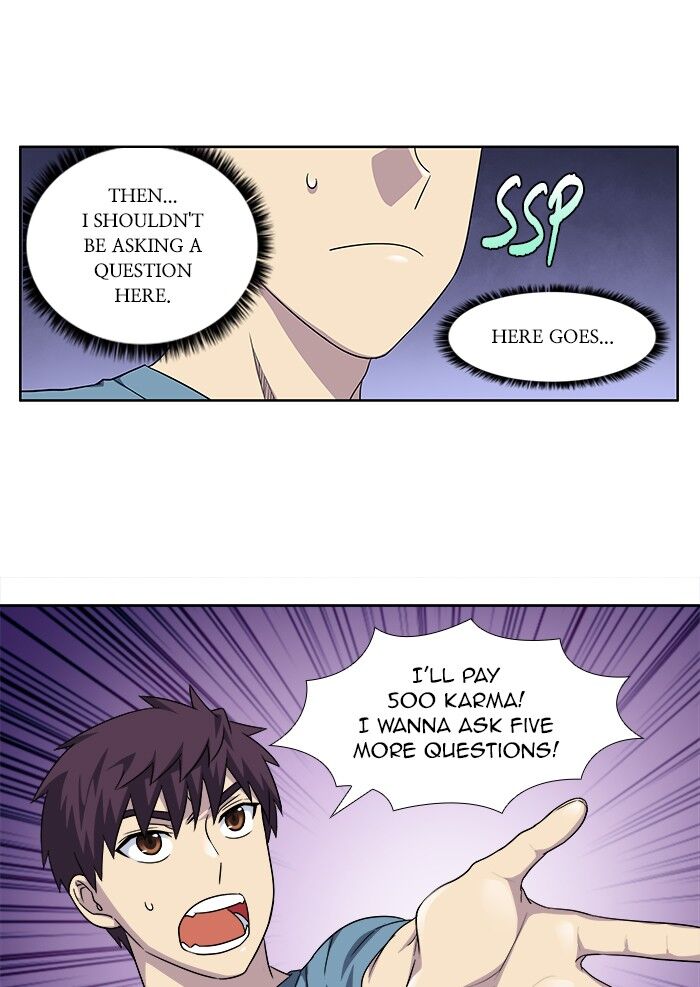 THEN...
I SHOULDN'T
BE ASKING A
QUESTION
HERE.
SSP
HERE GOES...
I'LL PAY
500 KARMA!
I WANNA ASK FIVE
MORE QUESTIONS!